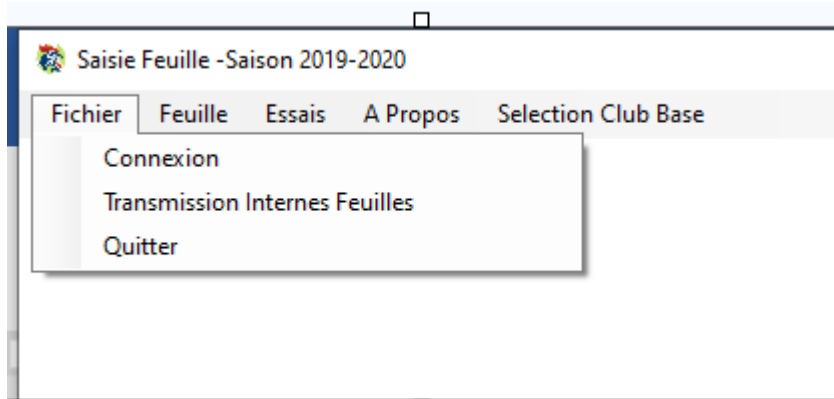 Saisie Feuille -Saison 2019-2020
Fichier Feuille Essais A Propos Selection Club Base
Connexion
Transmission Internes Feuilles
Quitter